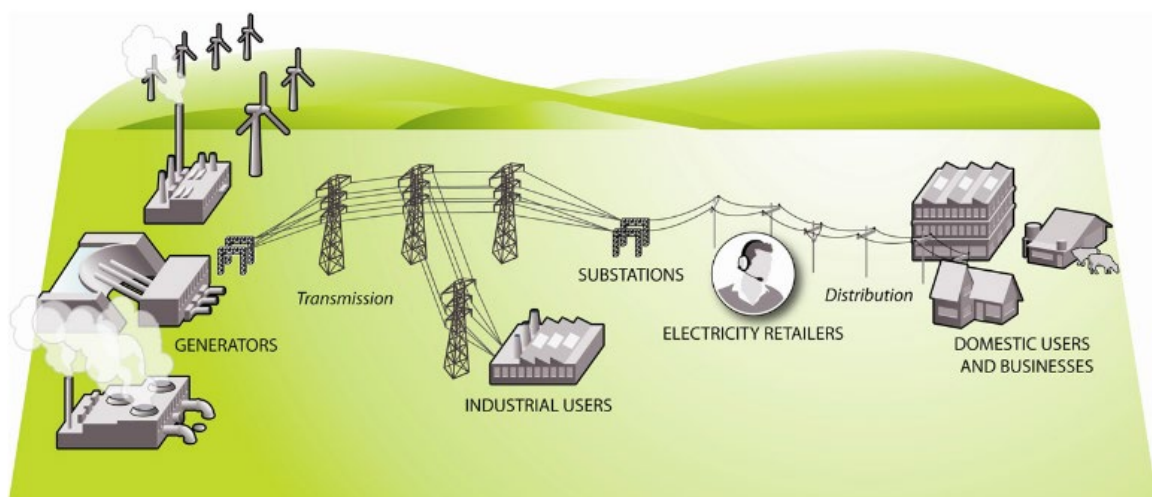 Transmission
GENERATORS
INDUSTRIAL USERS
SUBSTATIONS
ELECTRICITY RETAILERS
Distribution
DOMESTIC USERS
AND BUSINESSES